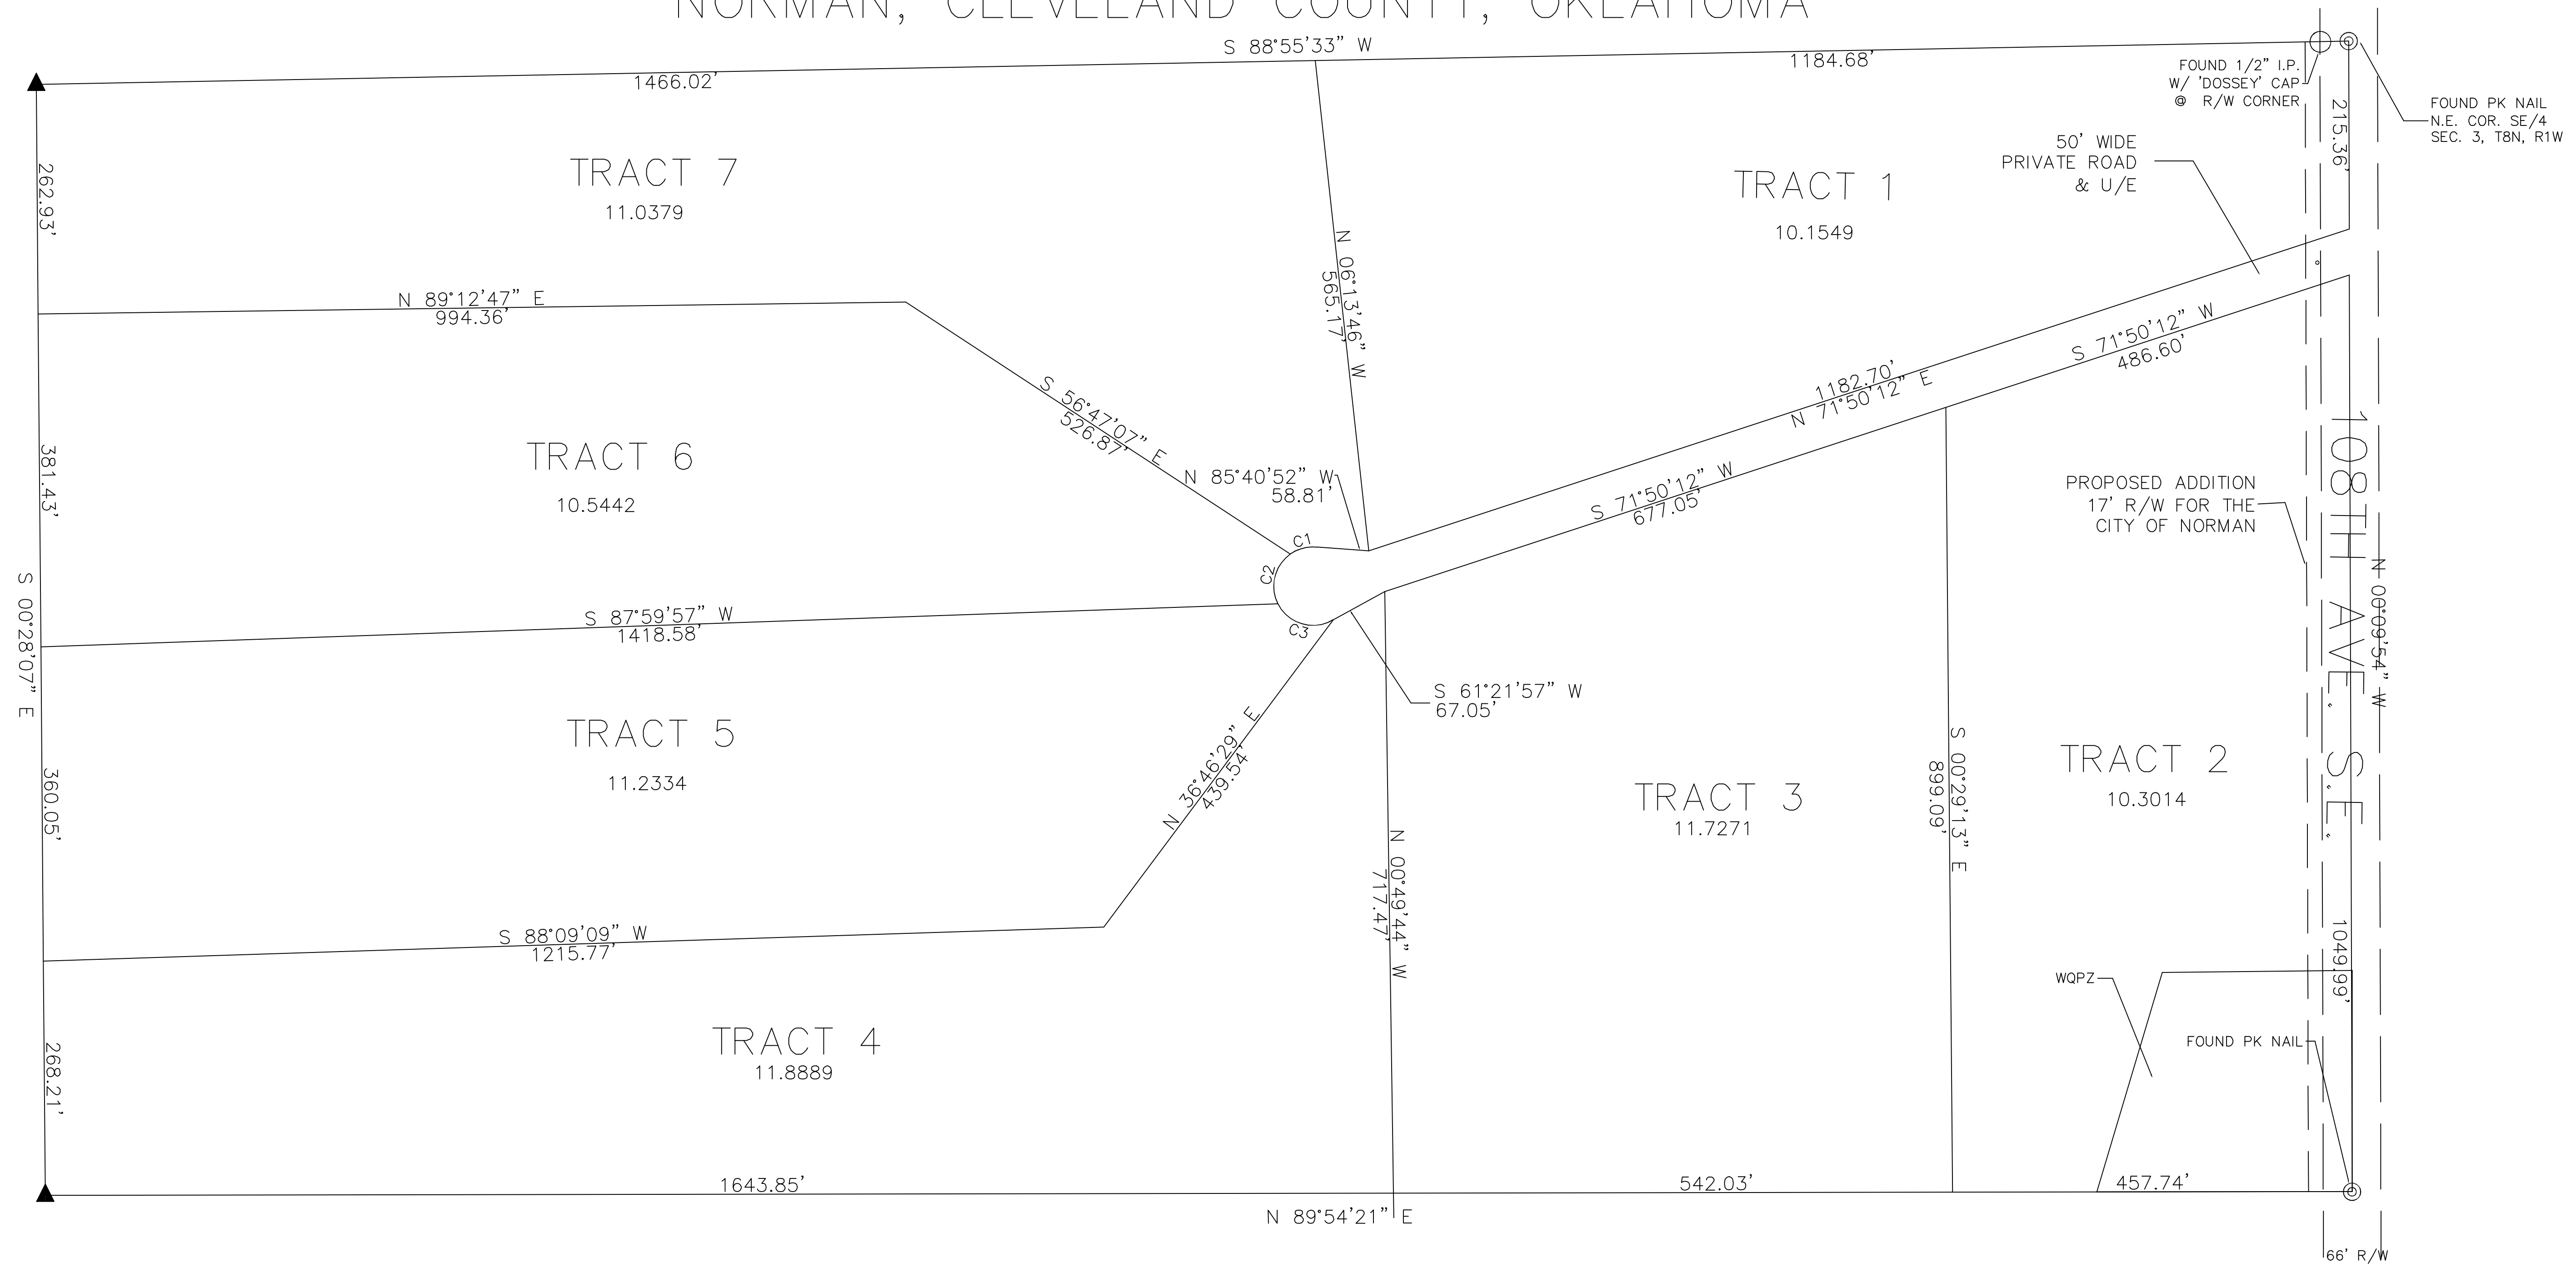 NORMAN, CLEVELAND COUNTY, OKLAHOMA
S 88°55'33" W
1466.02'
1184.68'
FOUND 1/2" I.P.
W/ 'DOSSEY' CAP
@ R/W CORNER
215.36'
FOUND PK NAIL
N.E. COR. SE/4
SEC. 3, T8N, R1W
50' WIDE
PRIVATE ROAD
& U/E
TRACT 7
11.0379
TRACT 1
10.1549
262.93'
N 06°13'46" W
565.17'
N 89°12'47" E
994.36'
S 56°47'07" E
526.87'
S 71°50'12" W
486.60'
1182.70'
N 71°50'12" E
TRACT 6
10.5442
381.43'
N 85°40'52" W
58.81'
S 71°50'12" W
677.05'
PROPOSED ADDITION
17' R/W FOR THE
CITY OF NORMAN
108TH AVE. S.E.
N 00°09'54" W
C1
C2
C3
S 00°28'07" E
S 87°59'57" W
1418.58'
S 61°21'57" W
67.05'
TRACT 5
11.2334
360.05'
N 36°46'29" E
439.54'
S 00°29'13" E
899.09'
TRACT 2
10.3014
TRACT 3
11.7271
N 00°49'44" W
717.47'
S 88°09'09" W
1215.77'
1049.99'
WQPZ
FOUND PK NAIL
TRACT 4
11.8889
268.21'
1643.85'
542.03'
457.74'
N 89°54'21" E
66' R/W